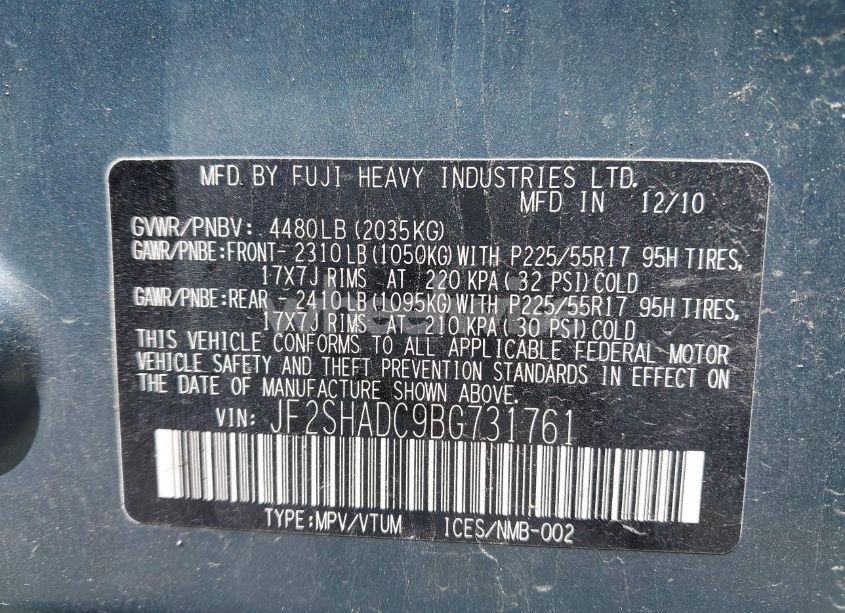 MFD. BY FUJI HEAVY INDUSTRIES LTD.
MFD IN 12/10
GVWR/PNBV: 4480LB (2035KG)
GAWR/PNBE:FRONT- 2310LB (1050KG) WITH P225/55R17 95H TIRES,
17X7J RIMS AT 220 KPA ( 32 PSI) COLD
GAWR/PNBE:REAR - 2410LB (1095KG) WITH P225/55R17 95H TIRES,
17X7J RIMS AT 210 KPA ( 30 PSI) COLD
THIS VEHICLE CONFORMS TO ALL APPLICABLE FEDERAL MOTOR
VEHICLE SAFETY AND THEFT PREVENTION STANDARDS IN EFFECT ON
THE DATE OF MANUFACTURE SHOWN ABOVE.
VIN: JF2SHADC9BG731761
TYPE:MPV/VTUM ICES/NMB-002